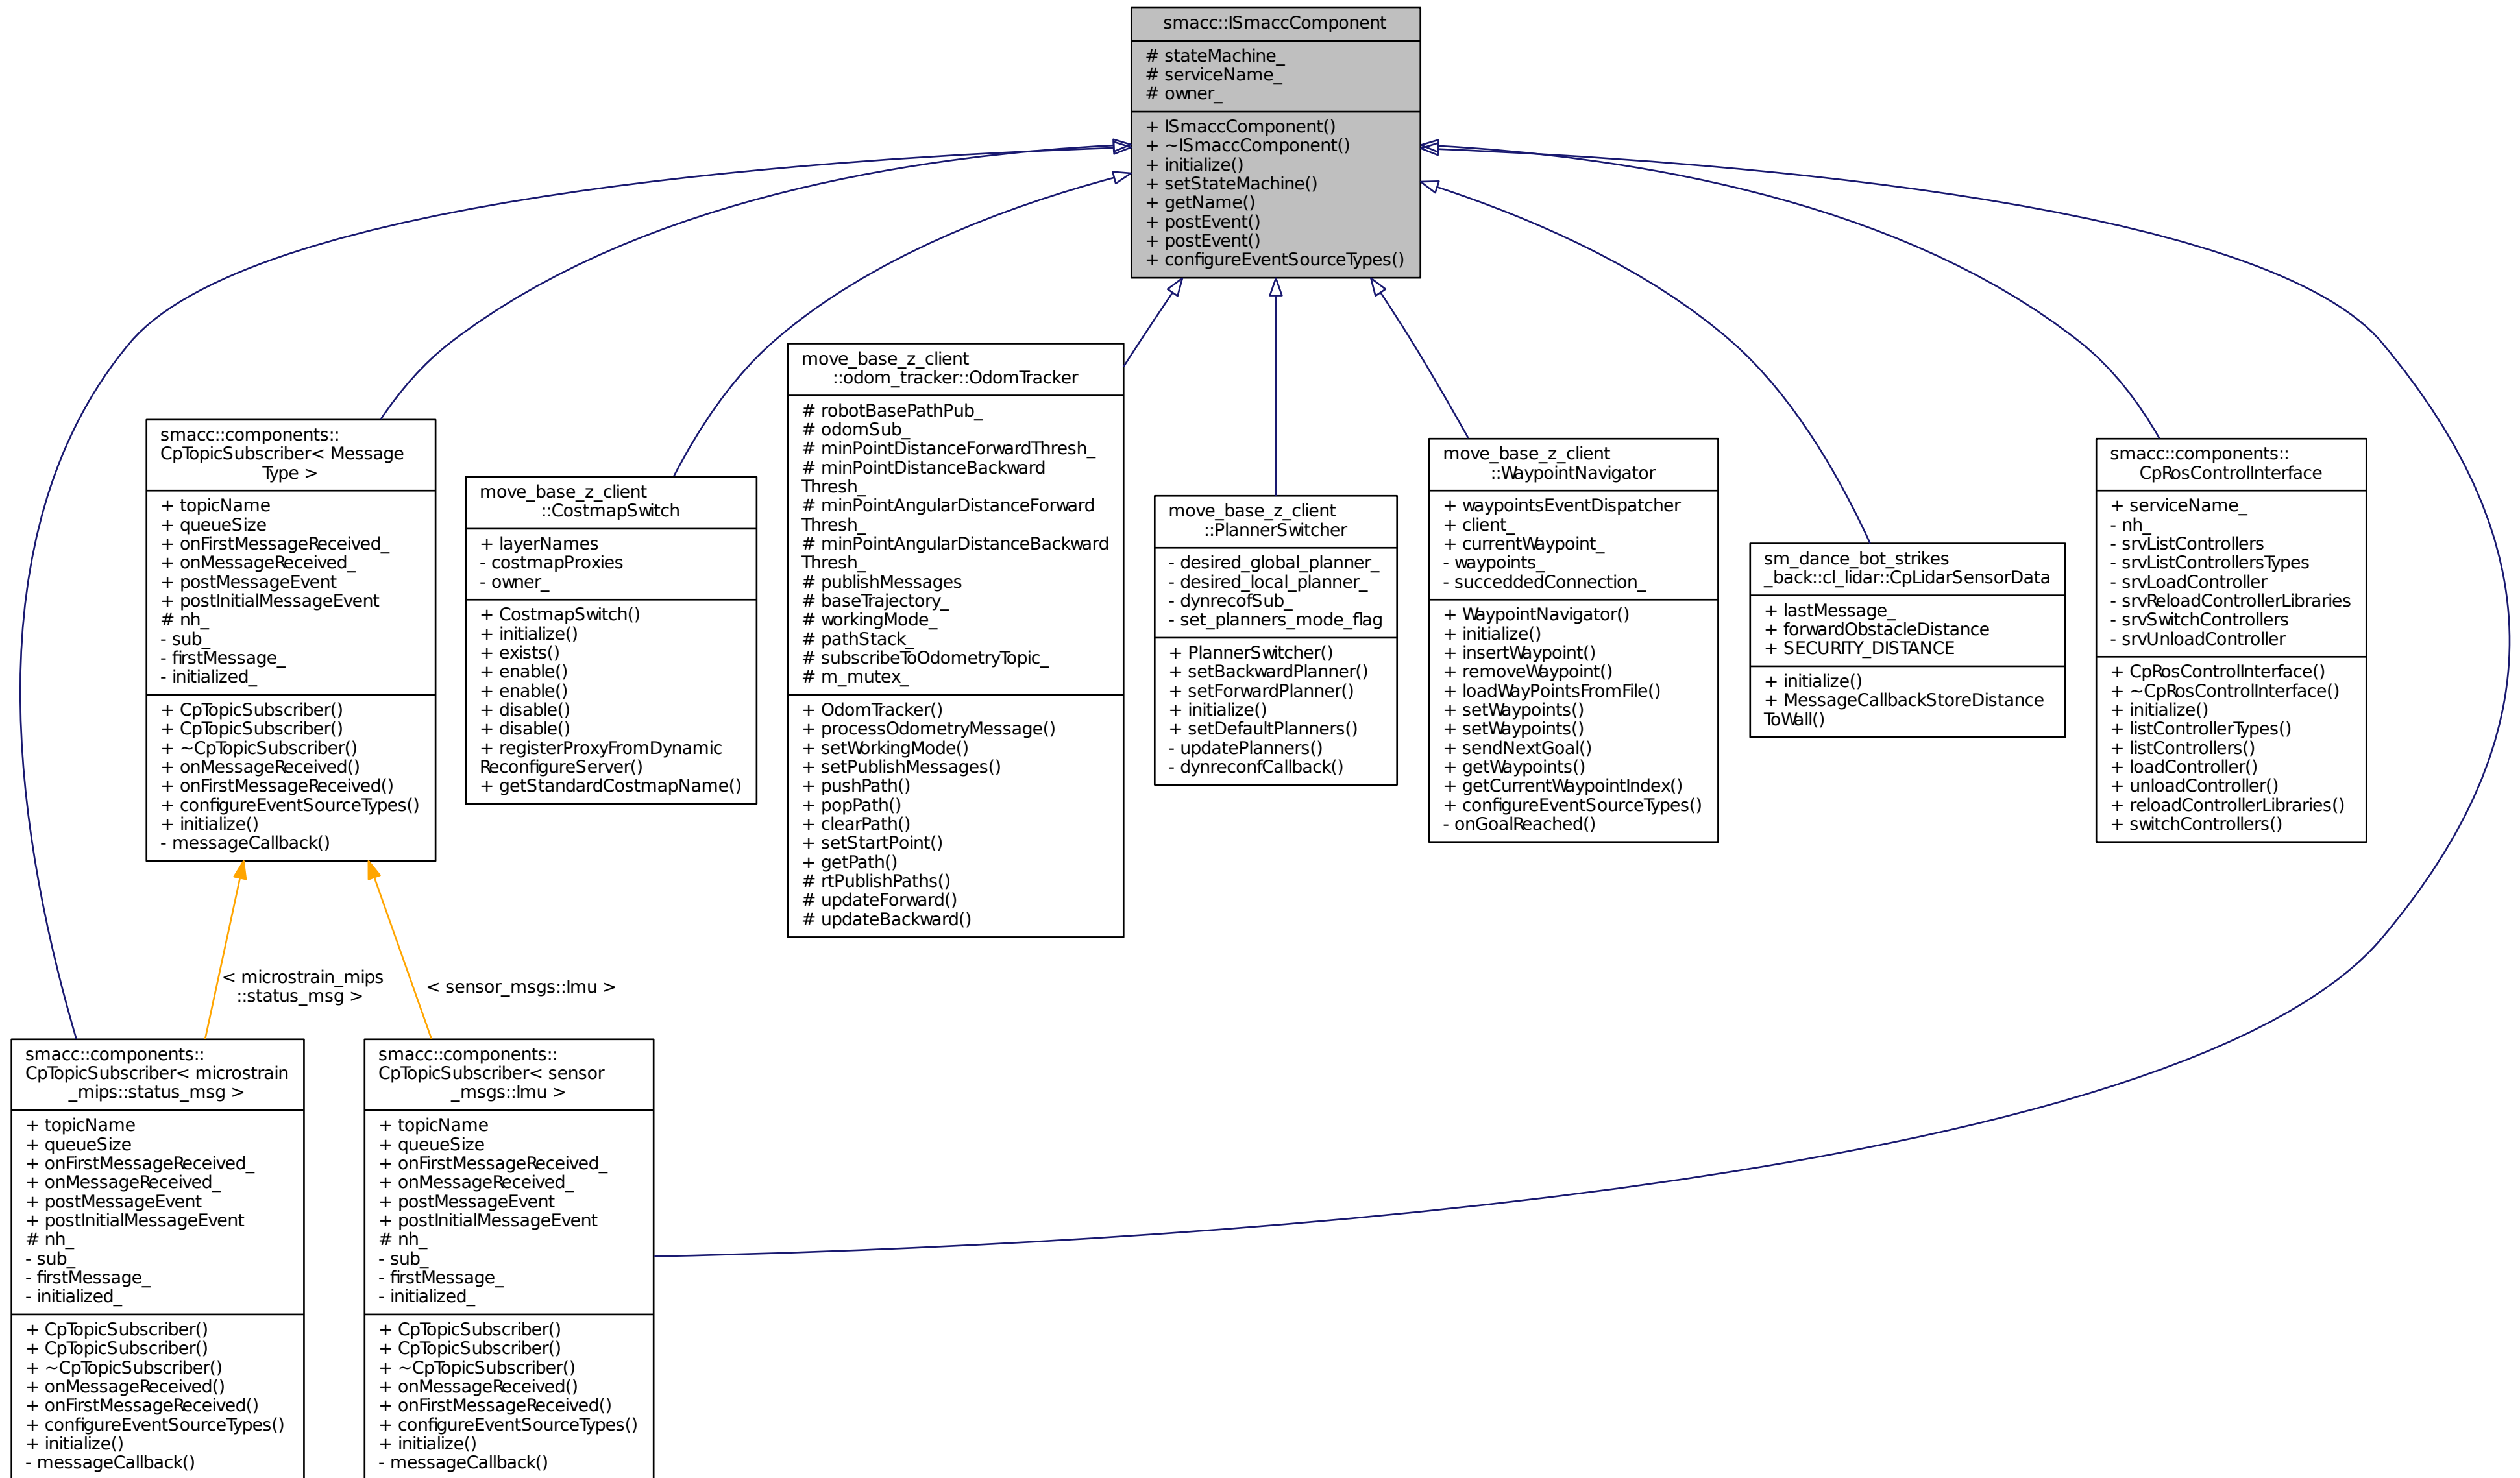 smacc::ISmaccComponent
# stateMachine_
# serviceName_
# owner_
+ ISmaccComponent()
+ ~ISmaccComponent()
+ initialize()
+ setStateMachine()
+ getName()
+ postEvent()
+ postEvent()
+ configureEventSourceTypes()
smacc::components::
CpTopicSubscriber< Message
Type >
+ topicName
+ queueSize
+ onFirstMessageReceived_
+ onMessageReceived_
+ postMessageEvent
+ postInitialMessageEvent
# nh_
- sub_
- firstMessage_
- initialized_
+ CpTopicSubscriber()
+ CpTopicSubscriber()
+ ~CpTopicSubscriber()
+ onMessageReceived()
+ onFirstMessageReceived()
+ configureEventSourceTypes()
+ initialize()
- messageCallback()
move_base_z_client
::CostmapSwitch
+ layerNames
- costmapProxies
- owner_
+ CostmapSwitch()
+ initialize()
+ exists()
+ enable()
+ enable()
+ disable()
+ disable()
+ registerProxyFromDynamic
ReconfigureServer()
+ getStandardCostmapName()
move_base_z_client
::odom_tracker::OdomTracker
# robotBasePathPub_
# odomSub_
# minPointDistanceForwardThresh_
# minPointDistanceBackward
Thresh_
# minPointAngularDistanceForward
Thresh_
# minPointAngularDistanceBackward
Thresh_
# publishMessages
# baseTrajectory_
# workingMode_
# pathStack_
# subscribeToOdometryTopic_
# m_mutex_
+ OdomTracker()
+ processOdometryMessage()
+ setWorkingMode()
+ setPublishMessages()
+ pushPath()
+ popPath()
+ clearPath()
+ setStartPoint()
+ getPath()
# rtPublishPaths()
# updateForward()
# updateBackward()
move_base_z_client
::PlannerSwitcher
- desired_global_planner_
- desired_local_planner_
- dynrecofSub_
- set_planners_mode_flag
+ PlannerSwitcher()
+ setBackwardPlanner()
+ setForwardPlanner()
+ initialize()
+ setDefaultPlanners()
- updatePlanners()
- dynreconfCallback()
move_base_z_client
::WaypointNavigator
+ waypointsEventDispatcher
+ client_
+ currentWaypoint_
- waypoints_
- succeddedConnection_
+ WaypointNavigator()
+ initialize()
+ insertWaypoint()
+ removeWaypoint()
+ loadWayPointsFromFile()
+ setWaypoints()
+ setWaypoints()
+ sendNextGoal()
+ getWaypoints()
+ getCurrentWaypointIndex()
+ configureEventSourceTypes()
- onGoalReached()
sm_dance_bot_strikes
_back::cl_lidar::CpLidarSensorData
+ lastMessage_
+ forwardObstacleDistance
+ SECURITY_DISTANCE
+ initialize()
+ MessageCallbackStoreDistance
ToWall()
smacc::components::
CpRosControlInterface
+ serviceName_
- nh_
- srvListControllers
- srvListControllersTypes
- srvLoadController
- srvReloadControllerLibraries
- srvSwitchControllers
- srvUnloadController
+ CpRosControlInterface()
+ ~CpRosControlInterface()
+ initialize()
+ listControllerTypes()
+ listControllers()
+ loadController()
+ unloadController()
+ reloadControllerLibraries()
+ switchControllers()
< microstrain_mips
::status_msg >
< sensor_msgs::Imu >
smacc::components::
CpTopicSubscriber< microstrain
_mips::status_msg >
+ topicName
+ queueSize
+ onFirstMessageReceived_
+ onMessageReceived_
+ postMessageEvent
+ postInitialMessageEvent
# nh_
- sub_
- firstMessage_
- initialized_
+ CpTopicSubscriber()
+ CpTopicSubscriber()
+ ~CpTopicSubscriber()
+ onMessageReceived()
+ onFirstMessageReceived()
+ configureEventSourceTypes()
+ initialize()
- messageCallback()
smacc::components::
CpTopicSubscriber< sensor
_msgs::Imu >
+ topicName
+ queueSize
+ onFirstMessageReceived_
+ onMessageReceived_
+ postMessageEvent
+ postInitialMessageEvent
# nh_
- sub_
- firstMessage_
- initialized_
+ CpTopicSubscriber()
+ CpTopicSubscriber()
+ ~CpTopicSubscriber()
+ onMessageReceived()
+ onFirstMessageReceived()
+ configureEventSourceTypes()
+ initialize()
- messageCallback()